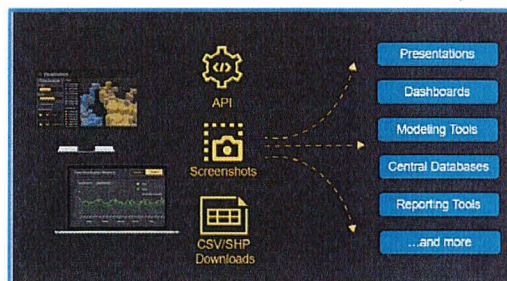 API
Screenshots
CSV/SHP
Downloads
Presentations
Dashboards
Modeling Tools
Central Databases
Reporting Tools
...and more